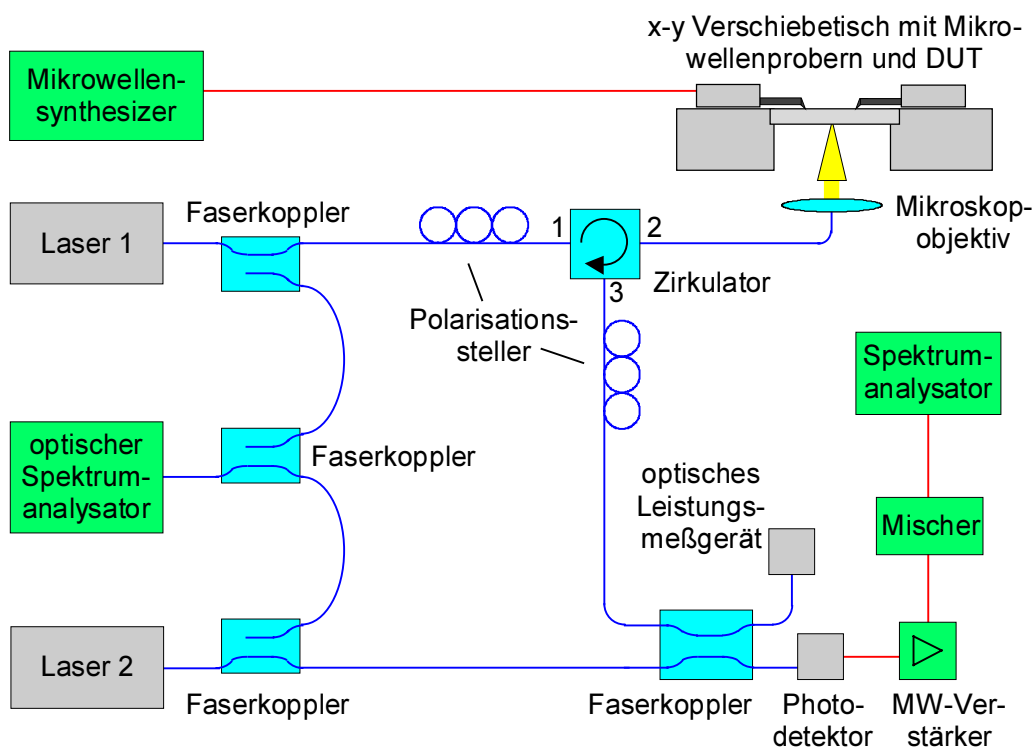 x-y Verschiebetisch mit Mikro-
wellenprobern und DUT
Mikrowellen-
synthesizer
Faserkoppler
Laser 1
1
2
3
Mikroskop-
objektiv
Zirkulator
Polarisations-
steller
Spektrum-
analysator
optischer
Spektrum-
analysator
Faserkoppler
optisches
Leistungs-
meßgerät
Mischer
Laser 2
Faserkoppler
Faserkoppler
Photo-
detektor
MW-Ver-
stärker